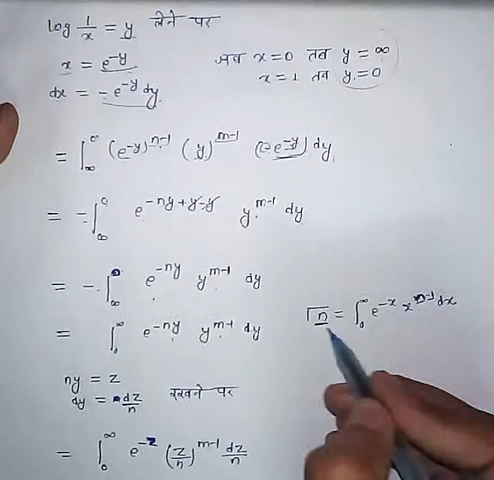 log 1/x = y लेने पर
x = e^-y जब x=0 तब y = ∞
x=1 तब y=0
dx = -e^-y dy
= ∫_∞^0 (e^-y)^n-1 (y)^m-1 (-e^-y) dy
= -∫_∞^0 e^-ny+y-y y^m-1 dy
= -∫_∞^0 e^-ny y^m-1 dy
= ∫_0^∞ e^-ny y^m-1 dy
Γn = ∫_0^∞ e^-x x^n-1 dx
ny = z
dy = dz/n रखने पर
= ∫_0^∞ e^-z (z/n)^m-1 dz/n